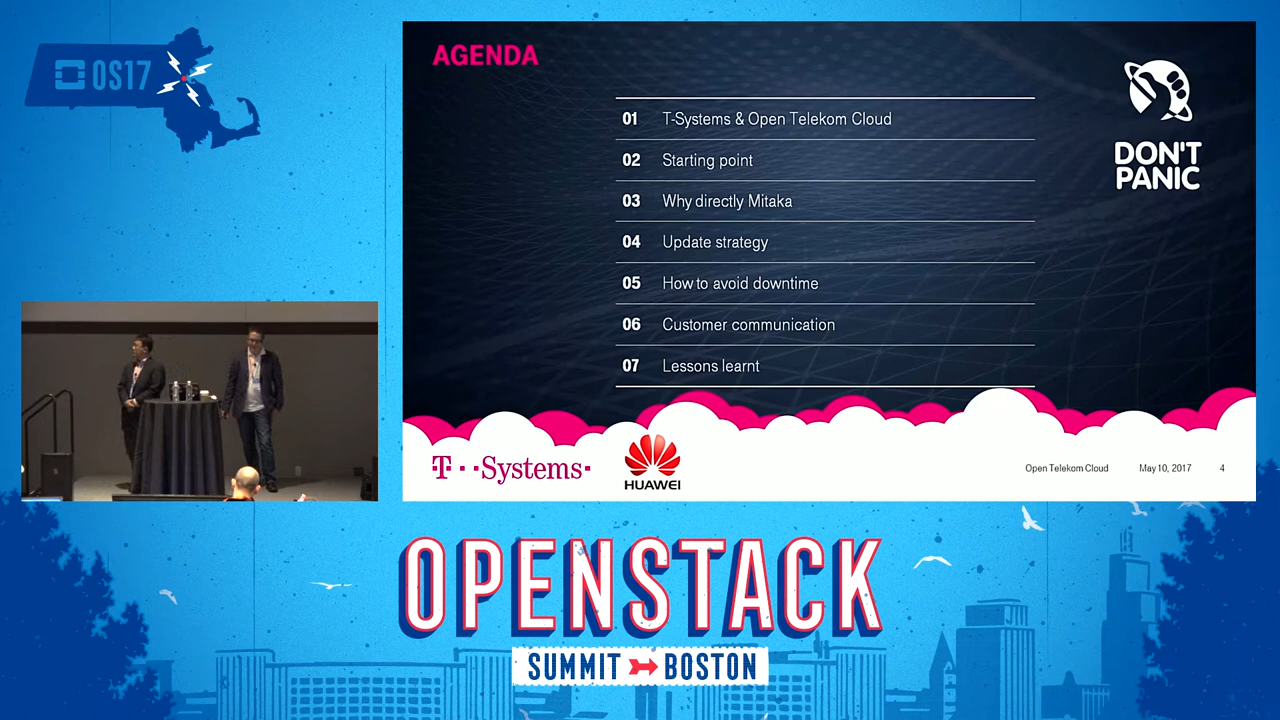 OS17
AGENDA
DON'T
PANIC
01 T-Systems & Open Telekom Cloud
02 Starting point
03 Why directly Mitaka
04 Update strategy
05 How to avoid downtime
06 Customer communication
07 Lessons learnt
T··Systems·
HUAWEI
Open Telekom Cloud May 10, 2017 4
OPENSTACK
SUMMIT BOSTON